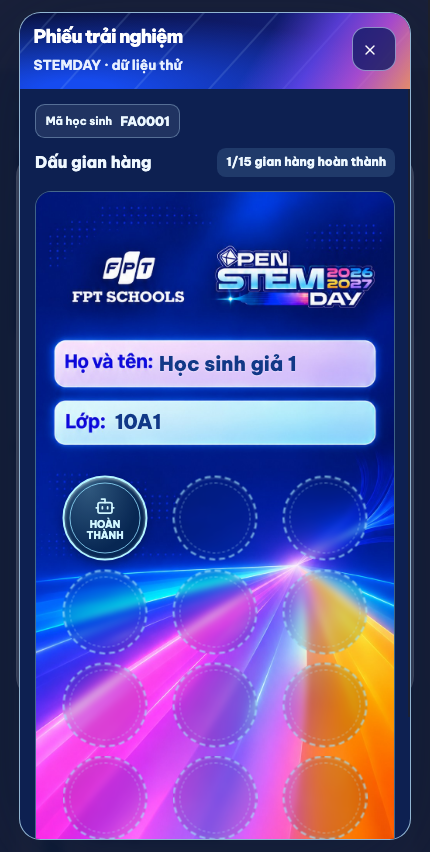 Phiếu trải nghiệm
STEMDAY · dữ liệu thử
×
Mã học sinh FA0001
Dấu gian hàng
1/15 gian hàng hoàn thành
FPT
FPT SCHOOLS
OPEN
STEM 2026
2027
DAY
Họ và tên: Học sinh giả 1
Lớp: 10A1
HOÀN
THÀNH